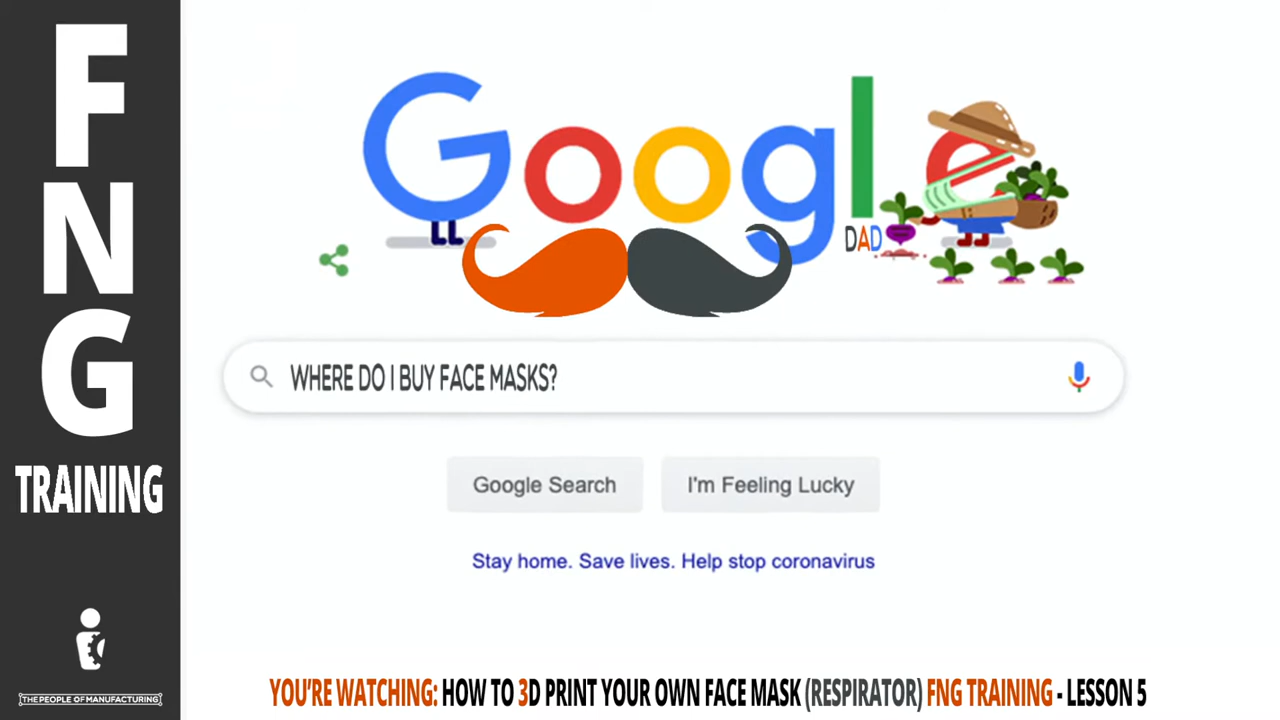 FNG
TRAINING
THE PEOPLE OF MANUFACTURING
Google
DAD
WHERE DO I BUY FACE MASKS?
Google Search
I'm Feeling Lucky
Stay home. Save lives. Help stop coronavirus
YOU'RE WATCHING: HOW TO 3D PRINT YOUR OWN FACE MASK (RESPIRATOR) FNG TRAINING - LESSON 5